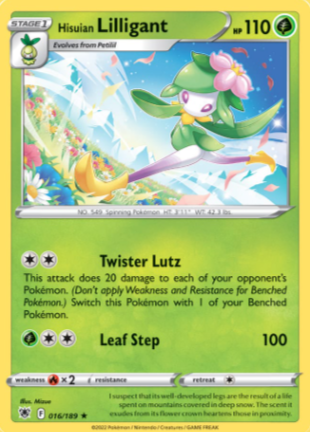 STAGE 1
Hisuian Lilligant
HP 110
Evolves from Petilil
NO. 549 Spinning Pokémon HT: 3'11" WT: 42.3 lbs.
Twister Lutz
This attack does 20 damage to each of your opponent's
Pokémon. (Don't apply Weakness and Resistance for Benched
Pokémon.) Switch this Pokémon with 1 of your Benched
Pokémon.
Leaf Step 100
weakness ×2 resistance retreat
Illus. Hiwo
016/189 ★
I suspect that its well-developed legs are the result of a life
spent on mountains covered in deep snow. The scent it
exudes from its flower crown heartens those in proximity.
©2022 Pokémon / Nintendo / Creatures / GAME FREAK